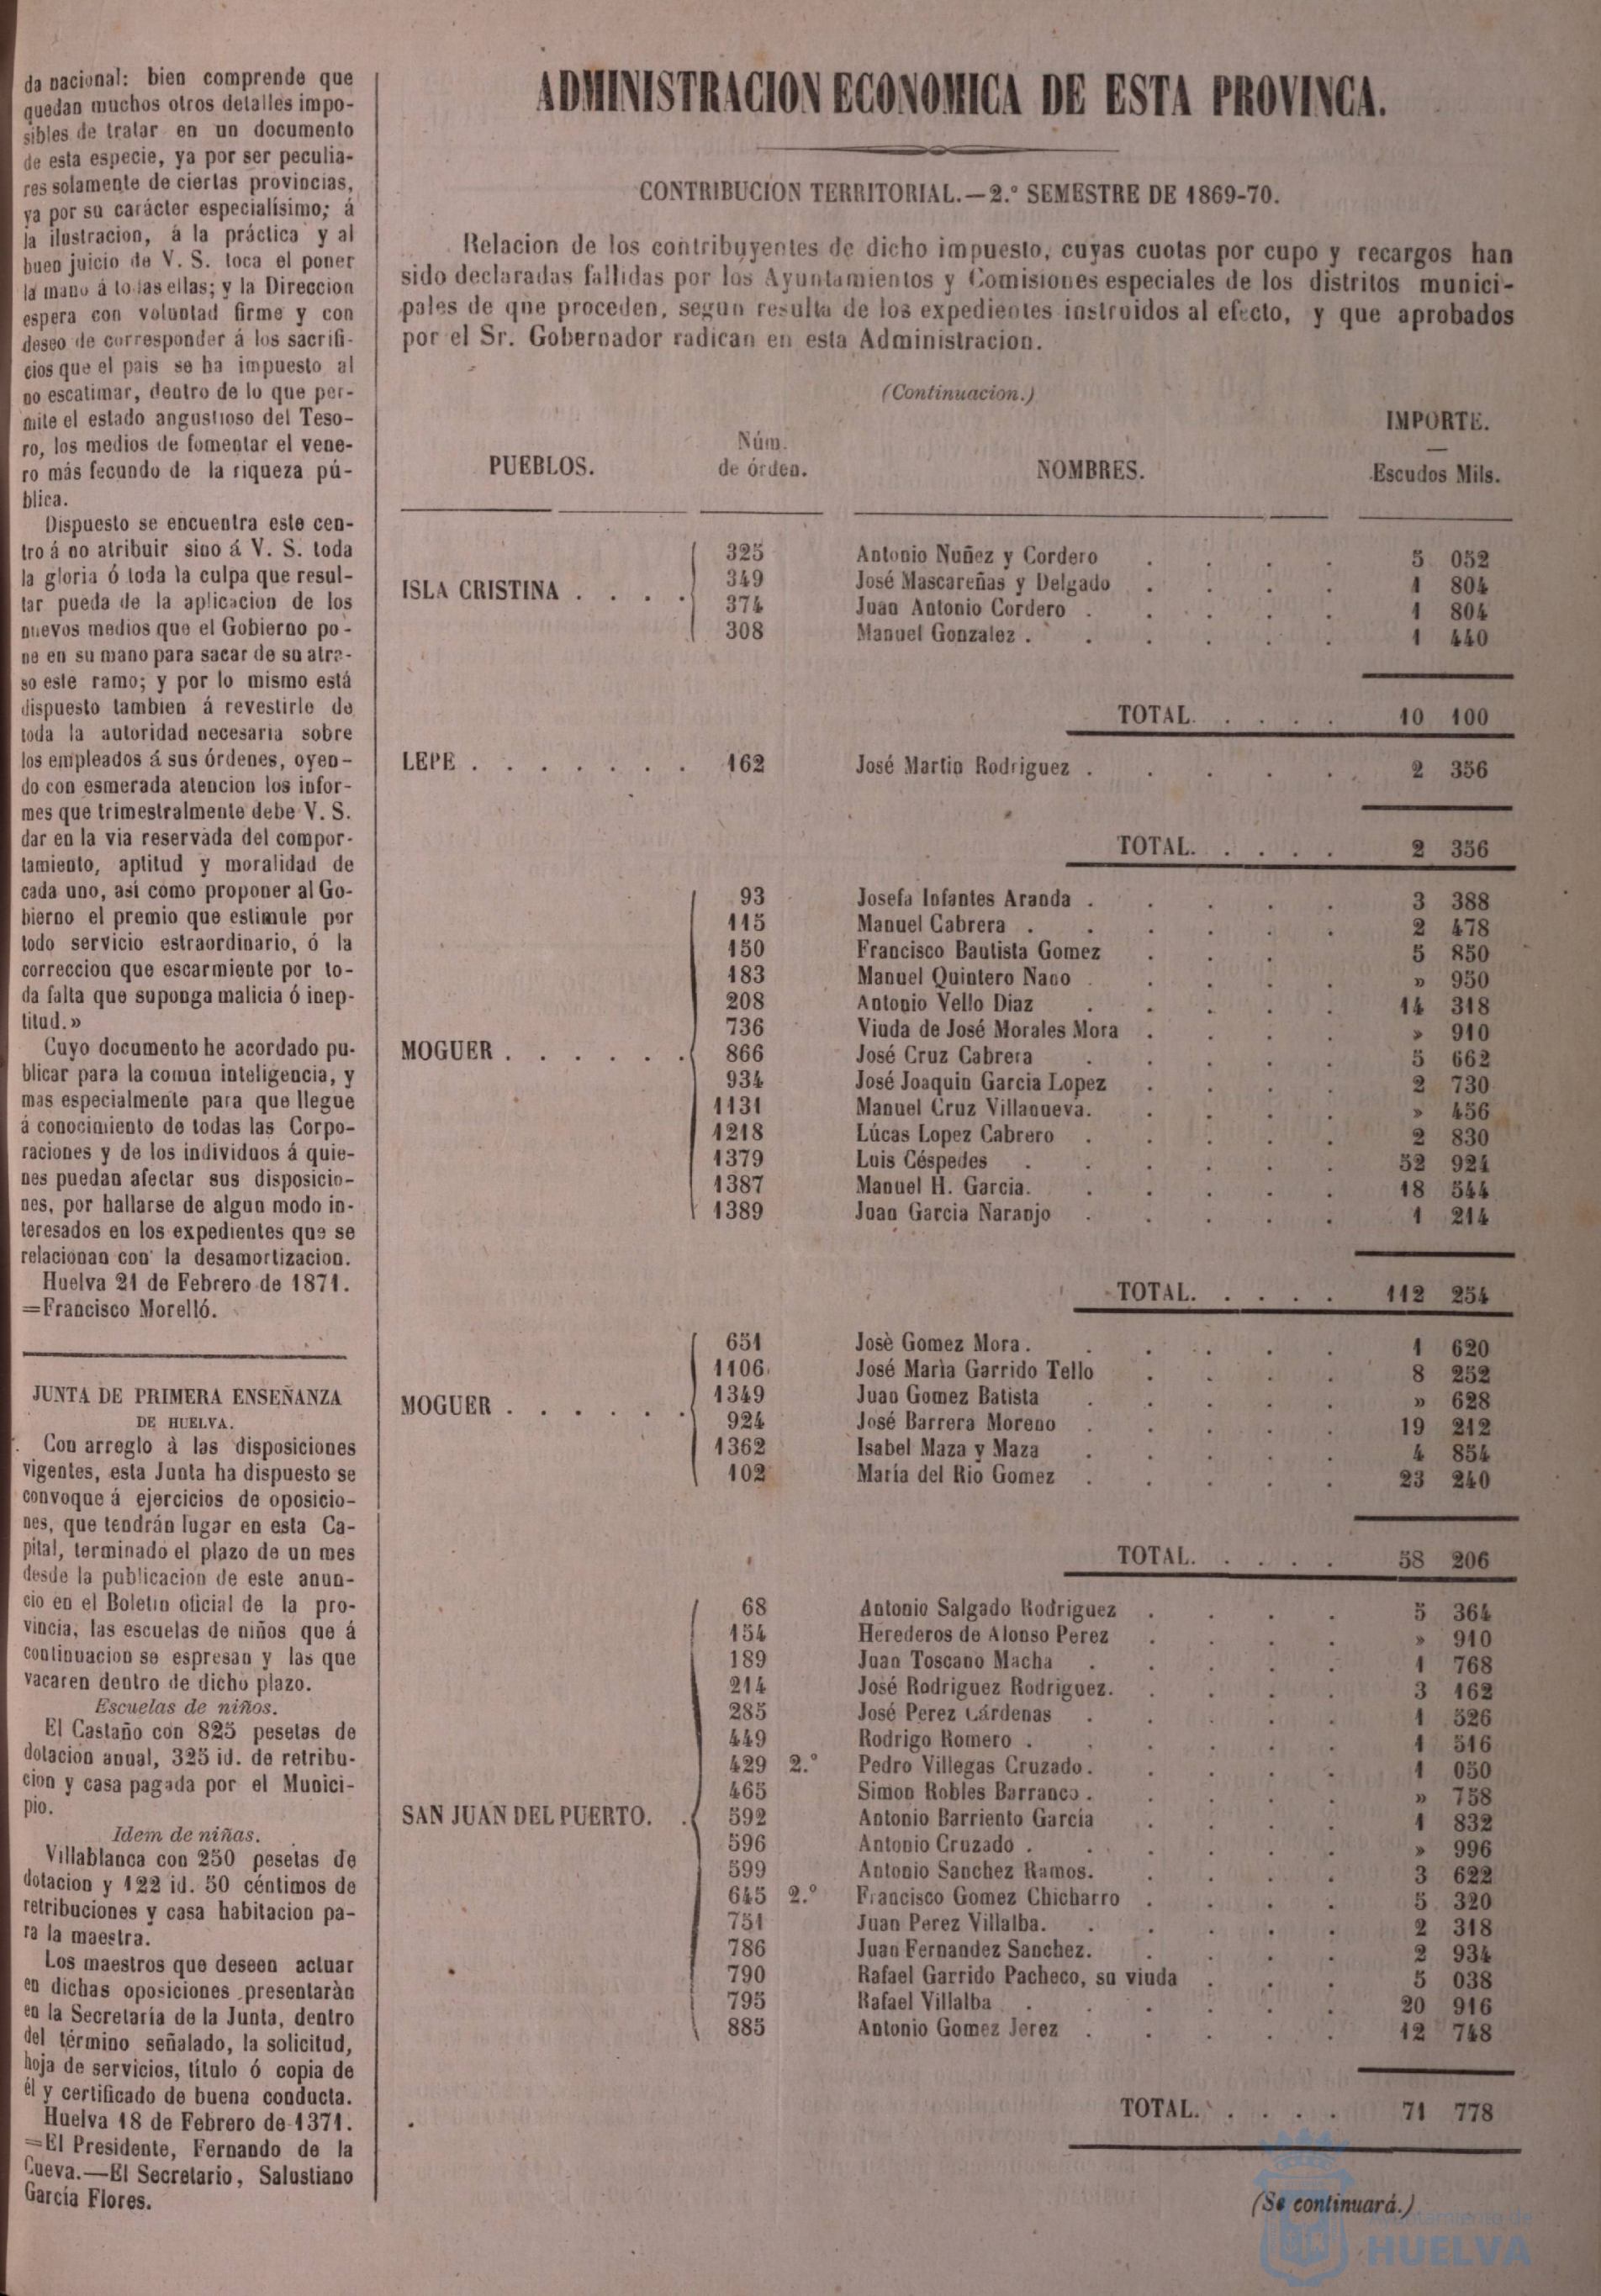 da nacional: bien comprende que
quedan muchos otros detalles impo-
sibles de tratar en un documento
de esta especie, ya por ser peculia-
res solamente de ciertas provincias,
ya por su carácter especialísimo; á
la ilustracion, á la práctica y al
buen juicio de V. S. toca el poner
la mano á todas ellas; y la Direccion
espera con voluntad firme y con
deseo de corresponder á los sacrifi-
cios que el pais se ha impuesto al
no escatimar, dentro de lo que per-
mite el estado angustioso del Teso-
ro, los medios de fomentar el vene-
ro más fecundo de la riqueza pú-
blica.
Dispuesto se encuentra este cen-
tro á no atribuir sino á V. S. toda
la gloria ó toda la culpa que resul-
tar pueda de la aplicacion de los
nuevos medios que el Gobierno po-
ne en su mano para sacar de su atra-
so este ramo; y por lo mismo está
dispuesto tambien á revestirle de
toda la autoridad necesaria sobre
los empleados á sus órdenes, oyen-
do con esmerada atencion los infor-
mes que trimestralmente debe V. S.
dar en la via reservada del compor-
tamiento, aptitud y moralidad de
cada uno, así como proponer al Go-
bierno el premio que estimule por
todo servicio estraordinario, ó la
correccion que escarmiente por to-
da falta que suponga malicia ó inep-
titud.»
Cuyo documento he acordado pu-
blicar para la comun inteligencia, y
mas especialmente para que llegue
á conocimiento de todas las Corpo-
raciones y de los individuos á quie-
nes puedan afectar sus disposicio-
nes, por hallarse de algun modo in-
teresados en los expedientes que se
relacionan con la desamortizacion.
Huelva 21 de Febrero de 1871.
=Francisco Morelló.
JUNTA DE PRIMERA ENSEÑANZA
DE HUELVA.
Con arreglo à las disposiciones
vigentes, esta Junta ha dispuesto se
convoque á ejercicios de oposicio-
nes, que tendrán lugar en esta Ca-
pital, terminado el plazo de un mes
desde la publicacion de este anun-
cio en el Boletin oficial de la pro-
vincia, las escuelas de niños que á
continuacion se espresan y las que
vacaren dentro de dicho plazo.
Escuelas de niños.
El Castaño con 825 pesetas de
dotacion anual, 325 id. de retribu-
cion y casa pagada por el Munici-
pio.
Idem de niñas.
Villablanca con 250 pesetas de
dotacion y 122 id. 50 céntimos de
retribuciones y casa habitacion pa-
ra la maestra.
Los maestros que deseen actuar
en dichas oposiciones presentaràn
en la Secretaría de la Junta, dentro
del término señalado, la solicitud,
hoja de servicios, título ó copia de
él y certificado de buena conducta.
Huelva 18 de Febrero de 1371.
=El Presidente, Fernando de la
Cueva.—El Secretario, Salustiano
García Flores.
ADMINISTRACION ECONOMICA DE ESTA PROVINCA.
CONTRIBUCION TERRITORIAL.—2.º SEMESTRE DE 1869-70.
Relacion de los contribuyentes de dicho impuesto, cuyas cuotas por cupo y recargos han
sido declaradas fallidas por los Ayuntamientos y Comisiones especiales de los distritos munici-
pales de que proceden, segun resulta de los expedientes instruidos al efecto, y que aprobados
por el Sr. Gobernador radican en esta Administracion.
(Continuacion.)
IMPORTE.
PUEBLOS. Núm. de órden. NOMBRES. Escudos Mils.
325 Antonio Nuñez y Cordero . . . . 5 052
349 José Mascareñas y Delgado . . . . 1 804
ISLA CRISTINA . . . .
374 Juan Antonio Cordero . . . . . 1 804
308 Manuel Gonzalez . . . . . . 1 440
TOTAL. . . . . 10 100
LEPE . . . . . . . 162 José Martin Rodriguez . . . . . 2 356
TOTAL. . . . . 2 356
93 Josefa Infantes Aranda . . . . . 3 388
115 Manuel Cabrera . . . . . . 2 478
150 Francisco Bautista Gomez . . . 5 850
183 Manuel Quintero Nano . . . . . » 950
208 Antonio Vello Diaz . . . . . 14 318
736 Viuda de José Morales Mora . . . . » 910
MOGUER . . . . . . 866 José Cruz Cabrera . . . . . 5 662
934 José Joaquin Garcia Lopez . . . . 2 730
1131 Manuel Cruz Villanueva. . . . . » 456
1218 Lúcas Lopez Cabrero . . . . . 2 830
1379 Luis Céspedes . . . . . . 52 924
1387 Manuel H. Garcia. . . . . . 18 544
1389 Juan Garcia Naranjo . . . . . 1 214
TOTAL. . . . . 112 254
651 Josè Gomez Mora . . . . . . 1 620
1106 José Marìa Garrido Tello . . . . 8 252
1349 Juan Gomez Batista . . . . . » 628
MOGUER . . . . . .
924 José Barrera Moreno . . . . . 19 212
1362 Isabel Maza y Maza . . . . . 4 854
102 María del Rio Gomez . . . . . 23 240
TOTAL. . . . . 58 206
68 Antonio Salgado Rodriguez . . . . 5 364
154 Herederos de Alonso Perez . . . . » 910
189 Juan Toscano Macha . . . . . 1 768
214 José Rodriguez Rodriguez. . . . . 3 162
285 José Perez Cárdenas . . . . . 1 526
449 Rodrigo Romero . . . . . . 1 516
429 2.º Pedro Villegas Cruzado . . . . . 1 050
465 Simon Robles Barranco . . . . . » 758
SAN JUAN DEL PUERTO. . 592 Antonio Barriento García . . . . 1 832
596 Antonio Cruzado . . . . . . » 996
599 Antonio Sanchez Ramos. . . . . 3 622
645 2.º Francisco Gomez Chicharro . . . . 5 320
751 Juan Perez Villalba. . . . . . 2 318
786 Juan Fernandez Sanchez. . . . . 2 934
790 Rafael Garrido Pacheco, su viuda . . . 5 038
795 Rafael Villalba . . . . . . 20 916
885 Antonio Gomez Jerez . . . . . 12 748
TOTAL. . . . . 71 778
(Se continuará.)
Ayuntamiento de
HUELVA